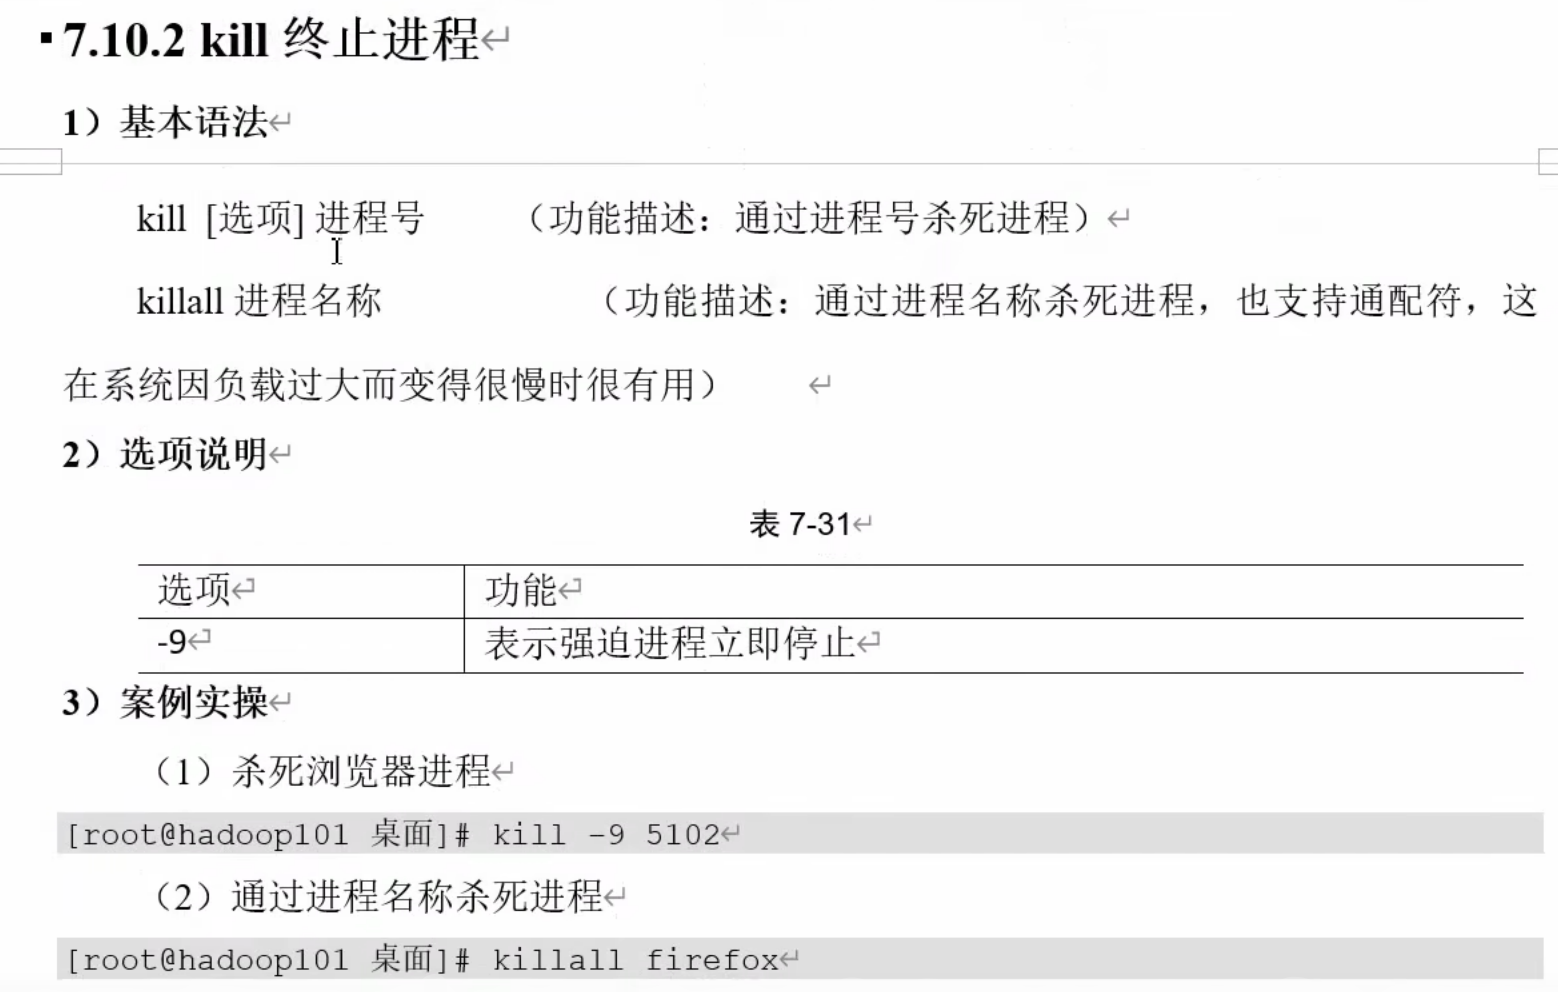 7.10.2 kill 终止进程
1）基本语法
kill [选项] 进程号 （功能描述：通过进程号杀死进程）
killall 进程名称 （功能描述：通过进程名称杀死进程，也支持通配符，这
在系统因负载过大而变得很慢时很有用）
2）选项说明
表 7-31
选项 功能
-9 表示强迫进程立即停止
3）案例实操
（1）杀死浏览器进程
[root@hadoop101 桌面]# kill -9 5102
（2）通过进程名称杀死进程
[root@hadoop101 桌面]# killall firefox